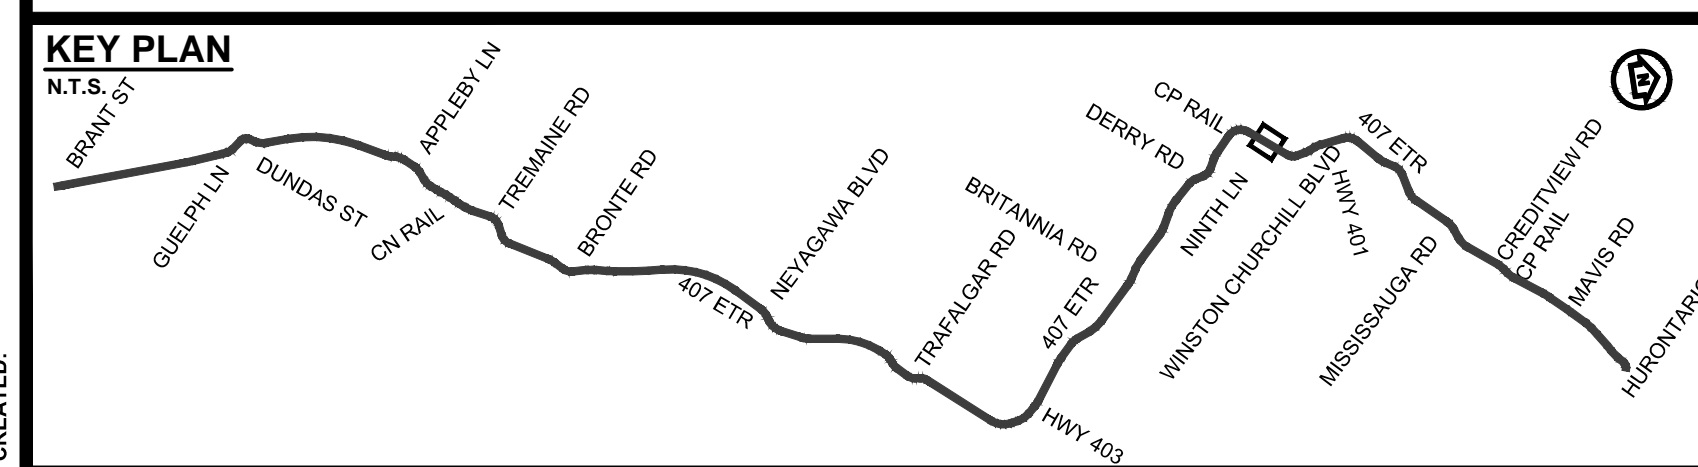 KEY PLAN
N.T.S.
BRANT ST
GUELPH LN
DUNDAS ST
APPLEBY LN
CN RAIL
TREMAINE RD
BRONTE RD
407 ETR
NEYAGAWA BLVD
TRAFALGAR RD
BRITANNIA RD
HWY 403
407 ETR
DERRY RD
CP RAIL
NINTH LN
WINSTON CHURCHILL BLVD
HWY 401
407 ETR
MISSISSAUGA RD
CREDITVIEW RD
CP RAIL
MAVIS RD
N